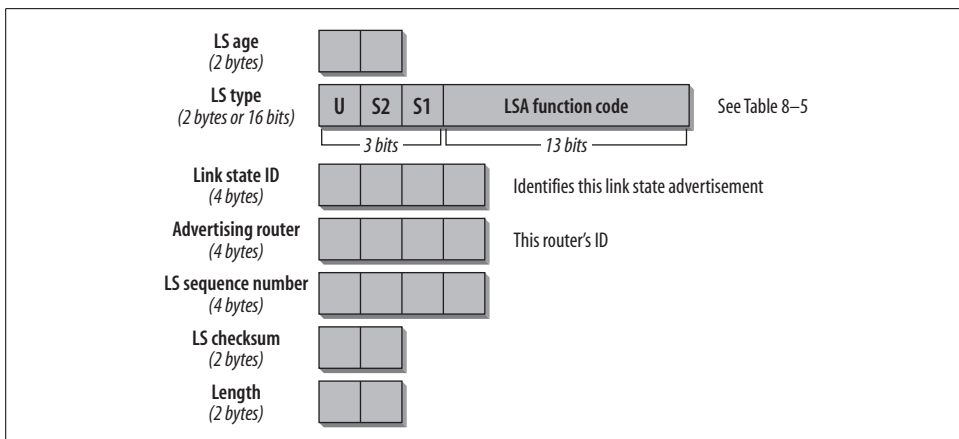 LS age
(2 bytes)
LS type
(2 bytes or 16 bits)
U S2 S1 LSA function code
See Table 8–5
3 bits 13 bits
Link state ID
(4 bytes)
Identifies this link state advertisement
Advertising router
(4 bytes)
This router's ID
LS sequence number
(4 bytes)
LS checksum
(2 bytes)
Length
(2 bytes)